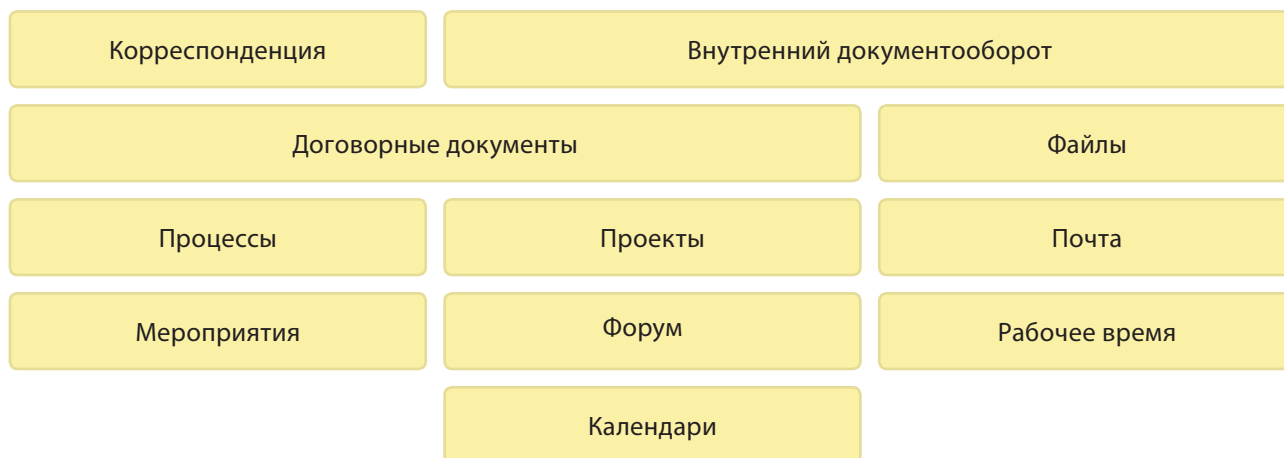 Корреспонденция
Внутренний документооборот
Договорные документы
Файлы
Процессы
Проекты
Почта
Мероприятия
Форум
Рабочее время
Календари